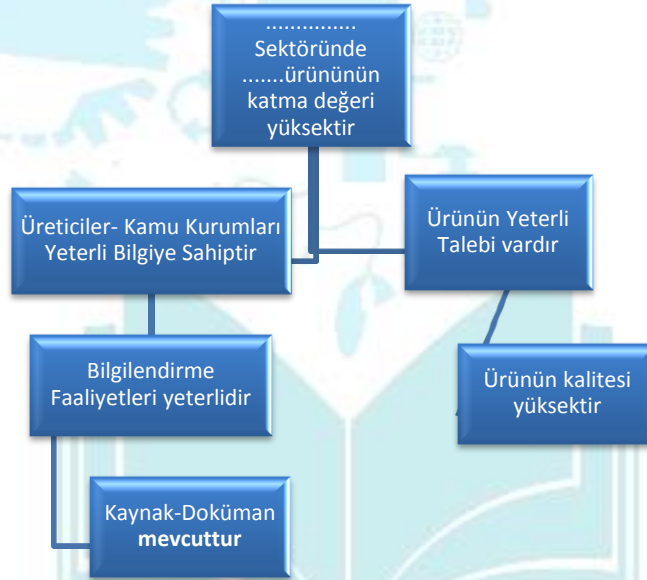 ...............
Sektöründe
.......ürününün
katma değeri
yüksektir
Üreticiler- Kamu Kurumları
Yeterli Bilgiye Sahiptir
Ürünün Yeterli
Talebi vardır
Bilgilendirme
Faaliyetleri yeterlidir
Ürünün kalitesi
yüksektir
Kaynak-Doküman
mevcuttur